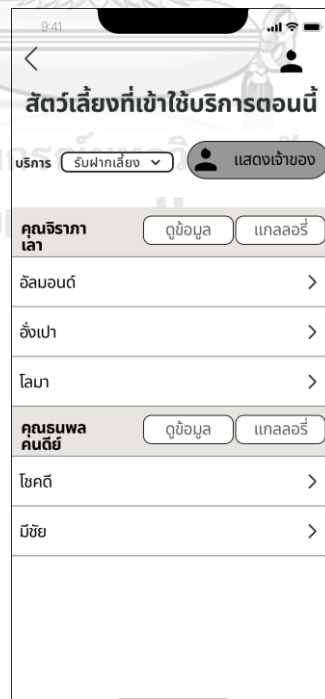 9:41
สัตว์เลี้ยงที่เข้าใช้บริการตอนนี้
บริการ รับฝากเลี้ยง แสดงเจ้าของ
คุณจิราภา
เลา
ดูข้อมูล แกลลอรี่
อัลมอนด์
ฮั่งเปา
โลมา
คุณธนพล
คนดีย์
ดูข้อมูล แกลลอรี่
โชคดี
มีชัย